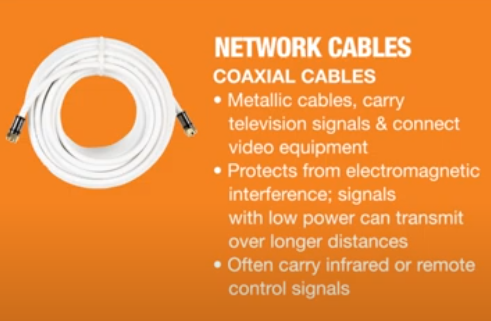 NETWORK CABLES
COAXIAL CABLES
• Metallic cables, carry
television signals & connect
video equipment
• Protects from electromagnetic
interference; signals
with low power can transmit
over longer distances
• Often carry infrared or remote
control signals